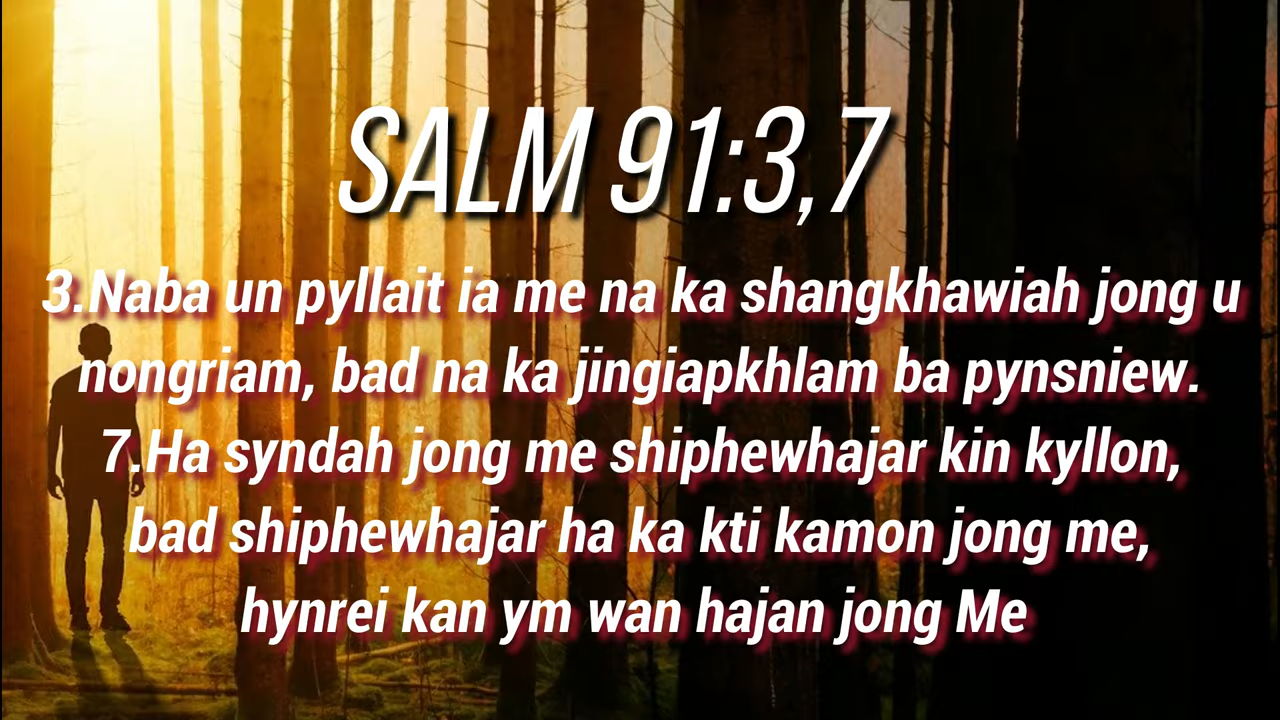 SALM 91:3,7
3.Naba un pyllait ia me na ka shangkhawiah jong u
nongriam, bad na ka jingiapkhlam ba pynsniew.
7.Ha syndah jong me shiphewhajar kin kyllon,
bad shiphewhajar ha ka kti kamon jong me,
hynrei kan ym wan hajan jong Me